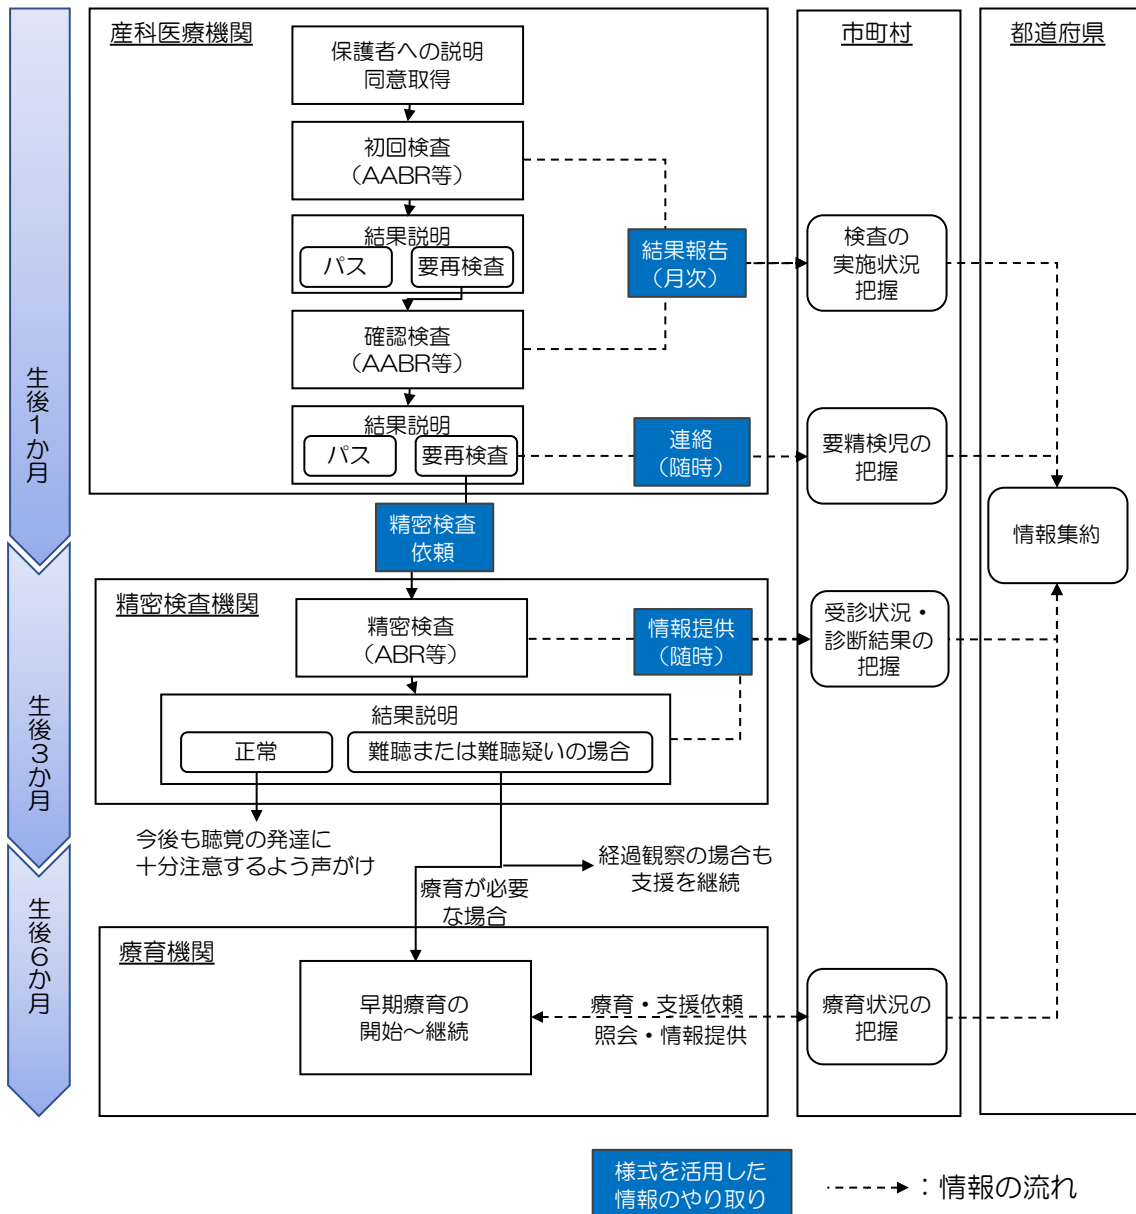 産科医療機関
市町村
都道府県
保護者への説明
同意取得
初回検査
（AABR等）
結果説明
パス
要再検査
結果報告
（月次）
検査の
実施状況
把握
確認検査
（AABR等）
結果説明
パス
要再検査
連絡
（随時）
要精検児の
把握
生後1か月
精密検査
依頼
情報集約
精密検査機関
精密検査
（ABR等）
情報提供
（随時）
受診状況・
診断結果の
把握
結果説明
正常
難聴または難聴疑いの場合
生後3か月
今後も聴覚の発達に
十分注意するよう声がけ
経過観察の場合も
支援を継続
療育が必要
な場合
生後6か月
療育機関
早期療育の
開始～継続
療育・支援依頼
照会・情報提供
療育状況の
把握
様式を活用した
情報のやり取り
：情報の流れ